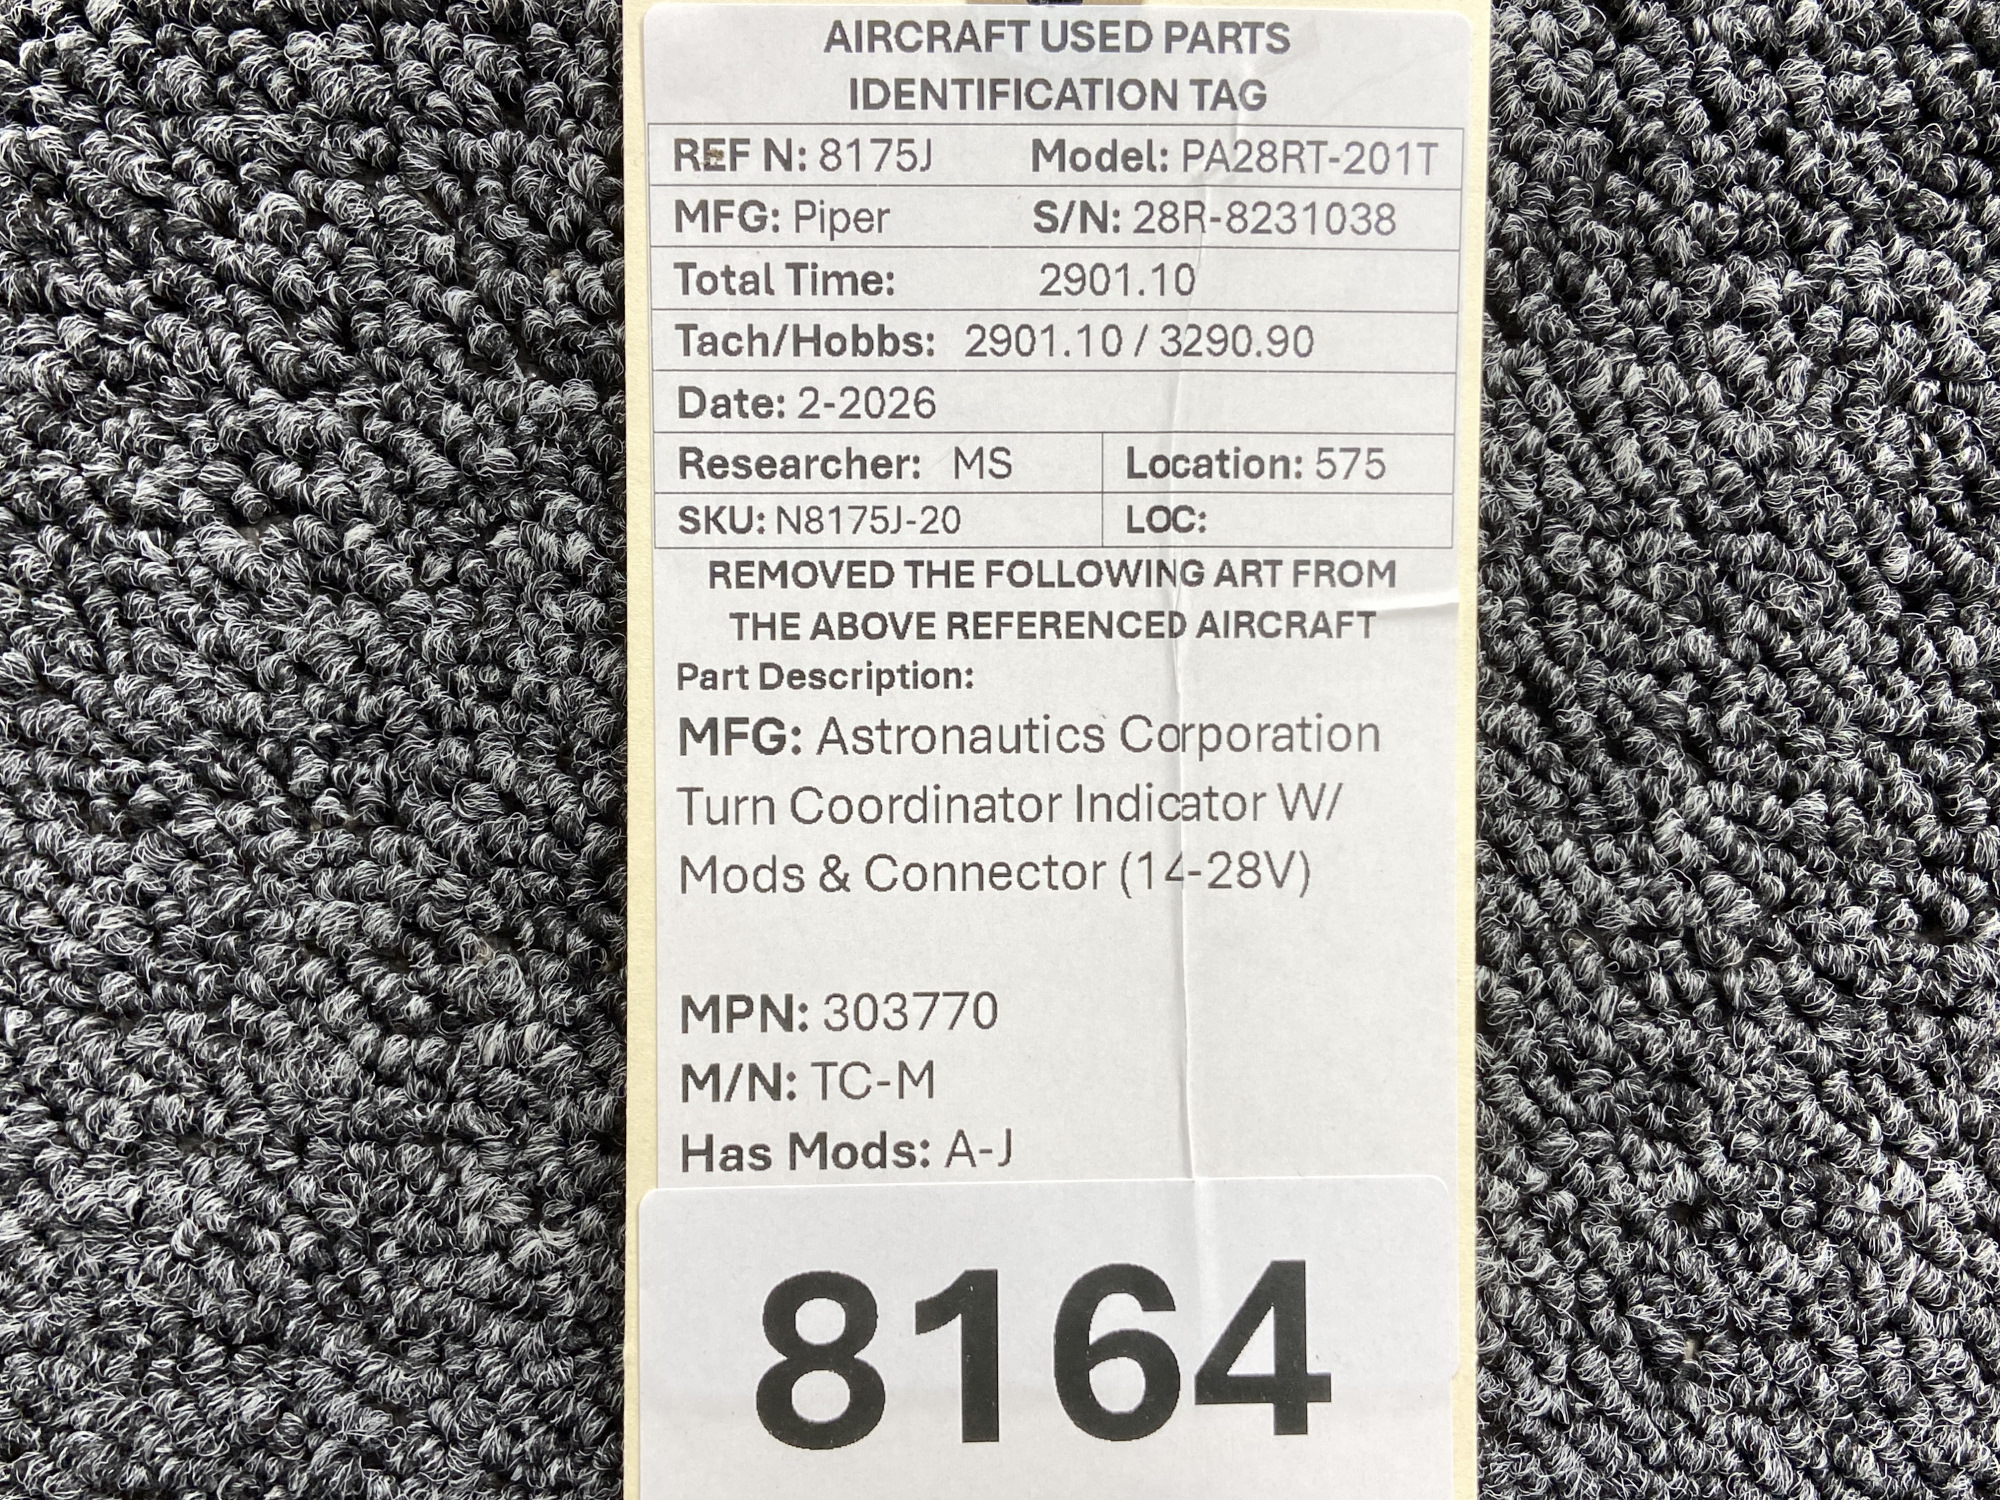 AIRCRAFT USED PARTS
IDENTIFICATION TAG
REF N: 8175J Model: PA28RT-201T
MFG: Piper S/N: 28R-8231038
Total Time: 2901.10
Tach/Hobbs: 2901.10 / 3290.90
Date: 2-2026
Researcher: MS Location: 575
SKU: N8175J-20 LOC:
REMOVED THE FOLLOWING ART FROM
THE ABOVE REFERENCED AIRCRAFT
Part Description:
MFG: Astronautics Corporation
Turn Coordinator Indicator W/
Mods & Connector (14-28V)
MPN: 303770
M/N: TC-M
Has Mods: A-J
8164